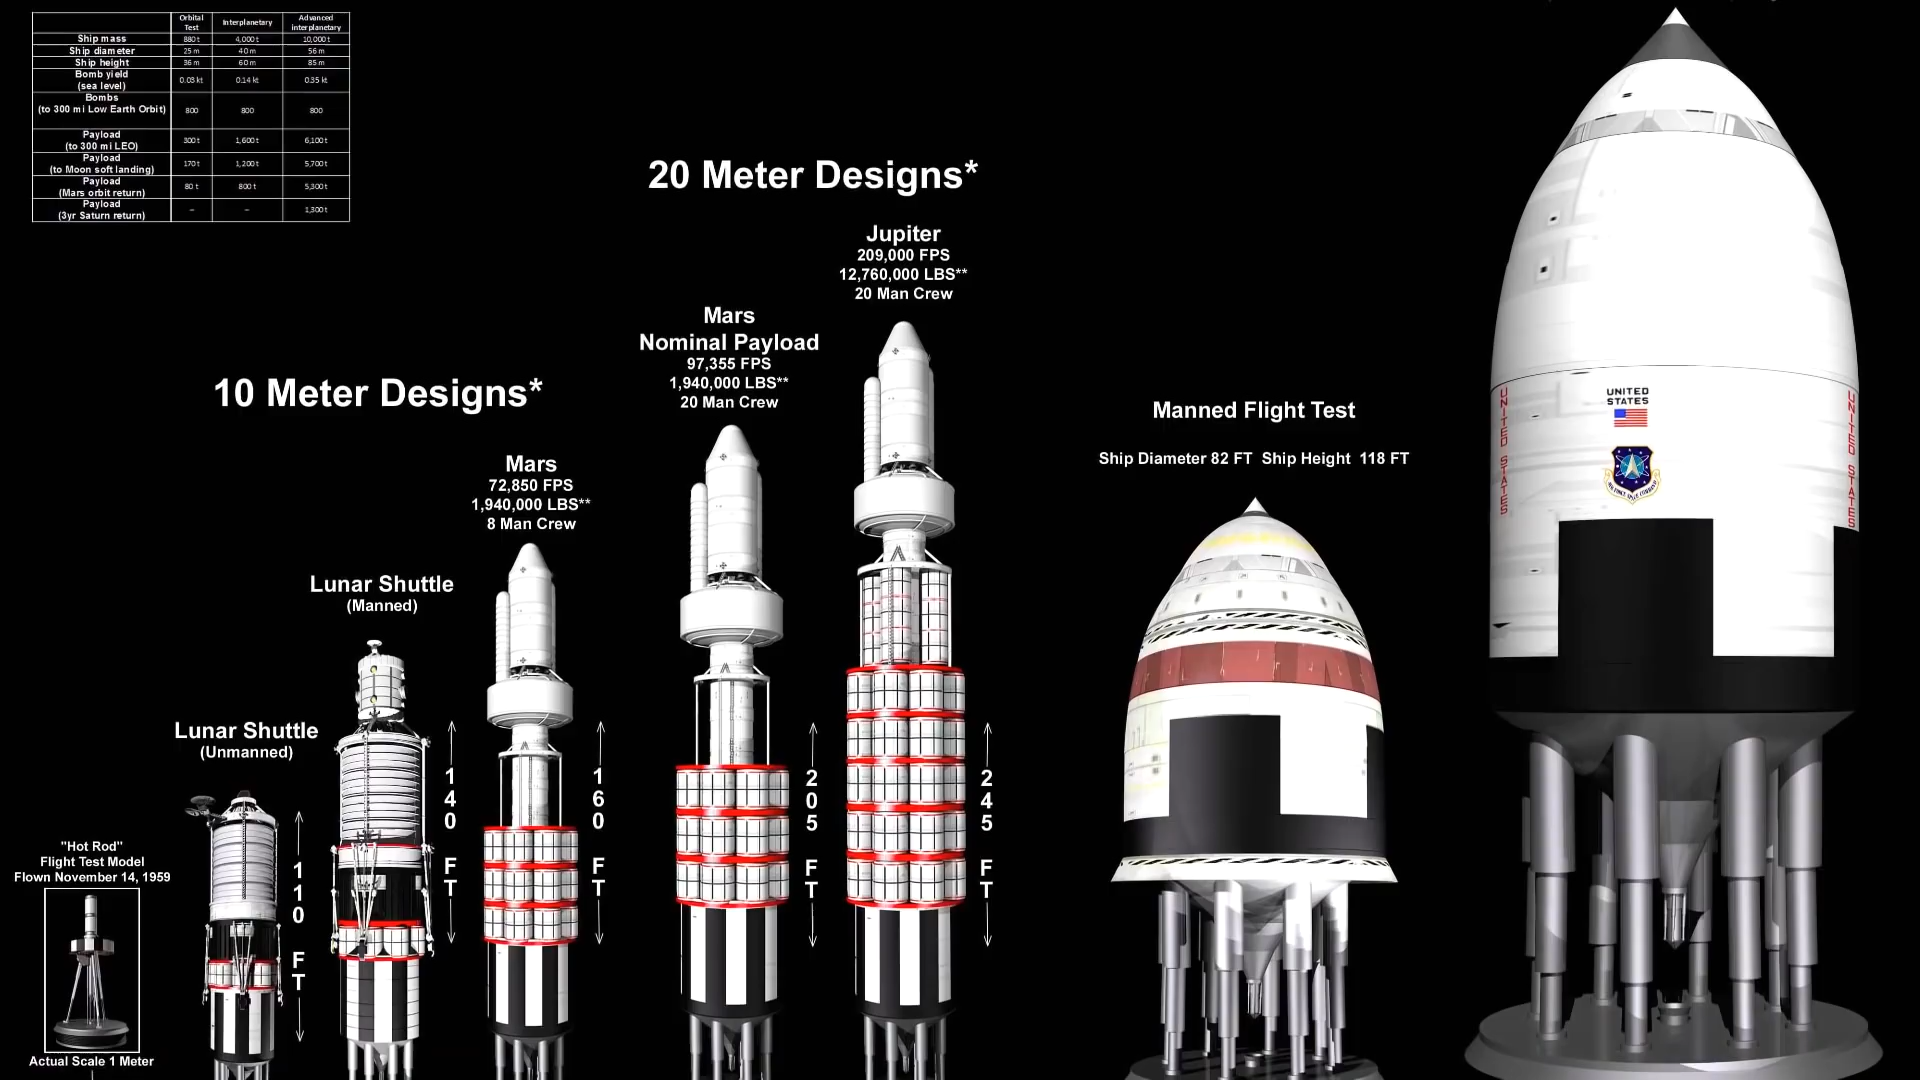 Orbital Test Interplanetary Advanced interplanetary
Ship mass 880 t 4,000 t 10,000 t
Ship diameter 25 m 40 m 56 m
Ship height 36 m 60 m 85 m
Bomb yield (sea level) 0.03 kt 0.14 kt 0.35 kt
Bombs (to 300 mi Low Earth Orbit) 800 800 800
Payload (to 300 mi LEO) 300 t 1,600 t 6,100 t
Payload (to Moon soft landing) 170 t 1,200 t 5,700 t
Payload (Mars orbit return) 80 t 800 t 5,300 t
Payload (3yr Saturn return) – – 1,300 t
20 Meter Designs*
Jupiter
209,000 FPS
12,760,000 LBS**
20 Man Crew
Mars
Nominal Payload
97,355 FPS
1,940,000 LBS**
20 Man Crew
10 Meter Designs*
Mars
72,850 FPS
1,940,000 LBS**
8 Man Crew
Lunar Shuttle
(Manned)
Lunar Shuttle
(Unmanned)
"Hot Rod"
Flight Test Model
Flown November 14, 1959
Actual Scale 1 Meter
110 FT
140 FT
160 FT
205 FT
245 FT
Manned Flight Test
Ship Diameter 82 FT Ship Height 118 FT
UNITED STATES
UNITED
STATES
UNITED STATES
AIR FORCE SPACE COMMAND